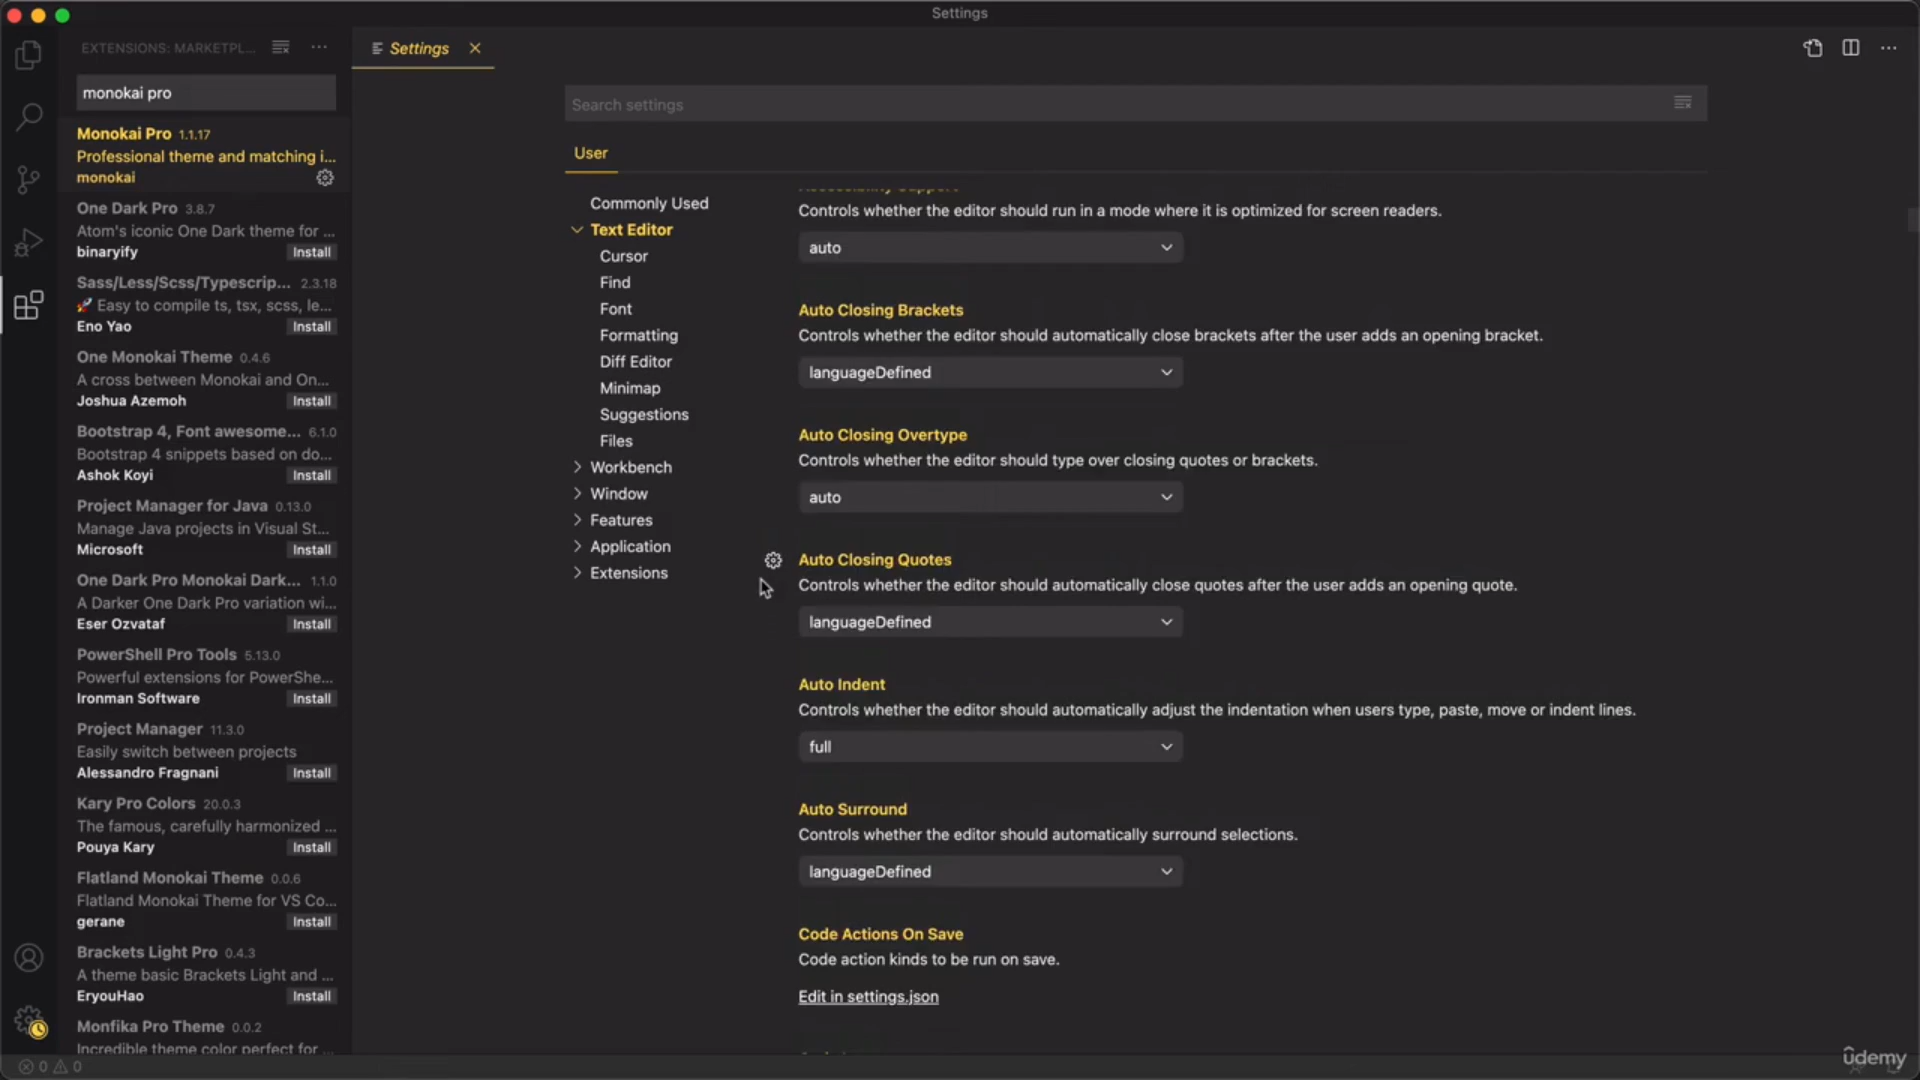 Settings
EXTENSIONS: MARKETPL...
monokai pro
Monokai Pro 1.1.17
Professional theme and matching i...
monokai
One Dark Pro 3.8.7
Atom's iconic One Dark theme for ...
binaryify Install
Sass/Less/Scss/Typescrip... 2.3.18
🚀 Easy to compile ts, tsx, scss, le...
Eno Yao Install
One Monokai Theme 0.4.6
A cross between Monokai and On...
Joshua Azemoh Install
Bootstrap 4, Font awesome... 6.1.0
Bootstrap 4 snippets based on do...
Ashok Koyi Install
Project Manager for Java 0.13.0
Manage Java projects in Visual St...
Microsoft Install
One Dark Pro Monokai Dark... 1.1.0
A Darker One Dark Pro variation wi...
Eser Ozvataf Install
PowerShell Pro Tools 5.13.0
Powerful extensions for PowerShe...
Ironman Software Install
Project Manager 11.3.0
Easily switch between projects
Alessandro Fragnani Install
Kary Pro Colors 20.0.3
The famous, carefully harmonized ...
Pouya Kary Install
Flatland Monokai Theme 0.0.6
Flatland Monokai Theme for VS Co...
gerane Install
Brackets Light Pro 0.4.3
A theme basic Brackets Light and ...
EryouHao Install
Monfika Pro Theme 0.0.2
Incredible theme color perfect for ...
0 0
Settings
Search settings
User
Commonly Used
Text Editor
Cursor
Find
Font
Formatting
Diff Editor
Minimap
Suggestions
Files
Workbench
Window
Features
Application
Extensions
Accessibility Support
Controls whether the editor should run in a mode where it is optimized for screen readers.
auto
Auto Closing Brackets
Controls whether the editor should automatically close brackets after the user adds an opening bracket.
languageDefined
Auto Closing Overtype
Controls whether the editor should type over closing quotes or brackets.
auto
Auto Closing Quotes
Controls whether the editor should automatically close quotes after the user adds an opening quote.
languageDefined
Auto Indent
Controls whether the editor should automatically adjust the indentation when users type, paste, move or indent lines.
full
Auto Surround
Controls whether the editor should automatically surround selections.
languageDefined
Code Actions On Save
Code action kinds to be run on save.
Edit in settings.json
ûdemy